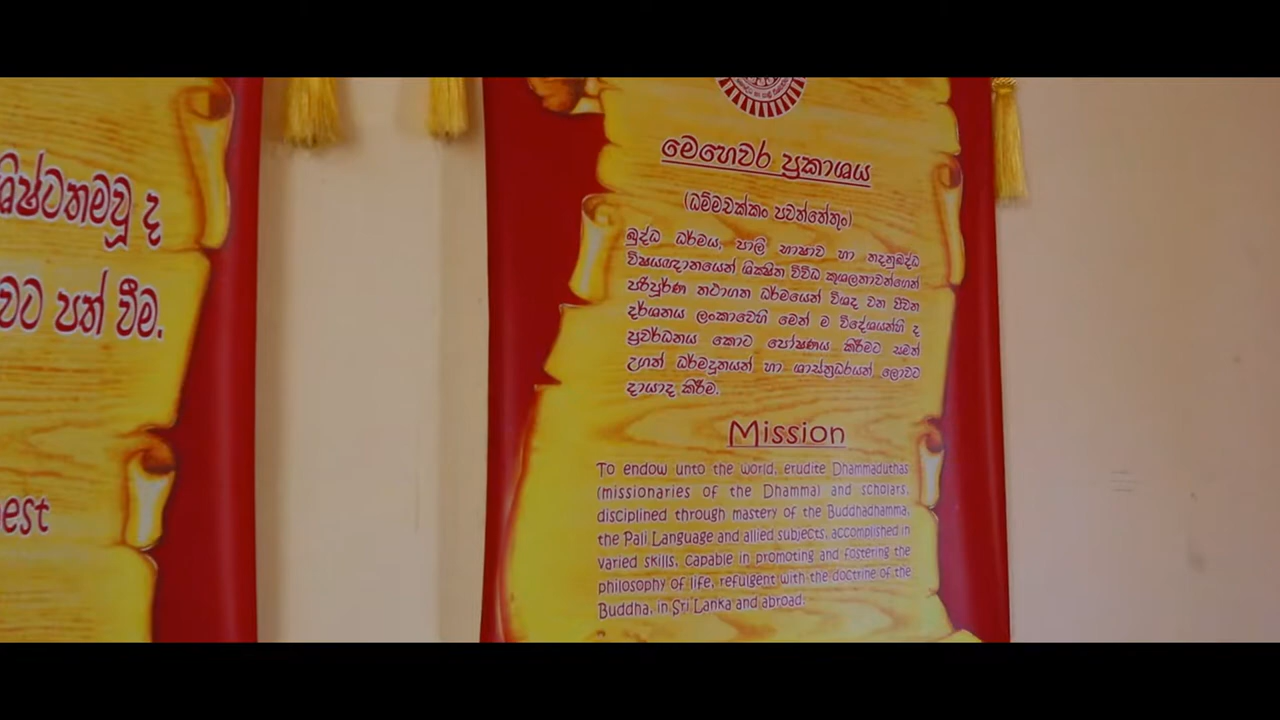 ශිෂ්ටතමවූ ද
වට පත් වීම.
est
මෙහෙවර ප්‍රකාශය
(ධම්මචක්කං පවත්තේතුං)
බුද්ධ ධර්මය, පාලි භාෂාව හා තදනුබද්ධ
විෂයඥානයෙන් ශික්ෂිත විවිධ කුශලතාවන්ගෙන්
පරිපූර්ණ තථාගත ධර්මයෙන් විශද වන ජීවන
දර්ශනය ලංකාවෙහි මෙන් ම විදේශයන්හි ද
ප්‍රවර්ධනය කොට පෝෂණය කිරීමට සමත්
උගත් ධර්මදූතයන් හා ශාස්ත්‍රධරයන් ලොවට
දායාද කිරීම.
Mission
To endow unto the world, erudite Dhammaduthas
(missionaries of the Dhamma) and scholars,
disciplined through mastery of the Buddhadhamma,
the Pali Language and allied subjects, accomplished in
varied skills, capable in promoting and fostering the
philosophy of life, refulgent with the doctrine of the
Buddha, in Sri Lanka and abroad.